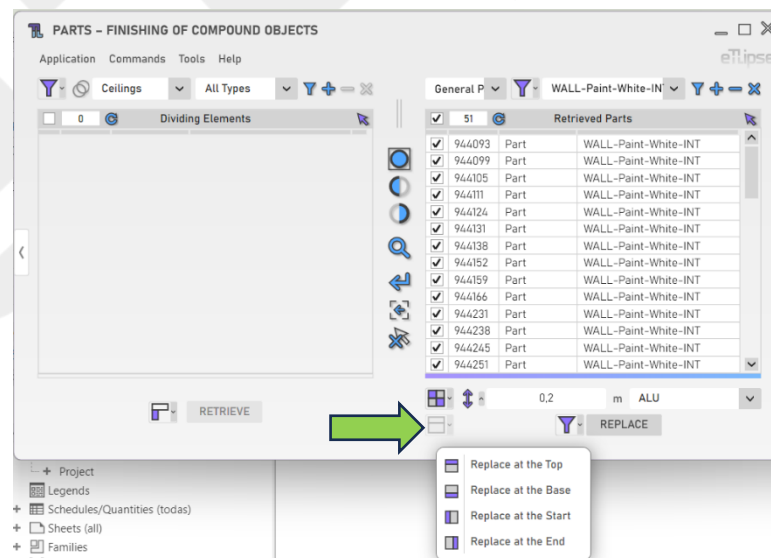 PARTS – FINISHING OF COMPOUND OBJECTS
Application Commands Tools Help
eTLipse
Ceilings All Types
General P WALL-Paint-White-IN
0 Dividing Elements
51 Retrieved Parts
944093 Part WALL-Paint-White-INT
944099 Part WALL-Paint-White-INT
944105 Part WALL-Paint-White-INT
944111 Part WALL-Paint-White-INT
944124 Part WALL-Paint-White-INT
944131 Part WALL-Paint-White-INT
944138 Part WALL-Paint-White-INT
944152 Part WALL-Paint-White-INT
944159 Part WALL-Paint-White-INT
944166 Part WALL-Paint-White-INT
944231 Part WALL-Paint-White-INT
944238 Part WALL-Paint-White-INT
944245 Part WALL-Paint-White-INT
944251 Part WALL-Paint-White-INT
0,2 m ALU
RETRIEVE
REPLACE
Replace at the Top
Replace at the Base
Replace at the Start
Replace at the End
Project
Legends
Schedules/Quantities (todas)
Sheets (all)
Families